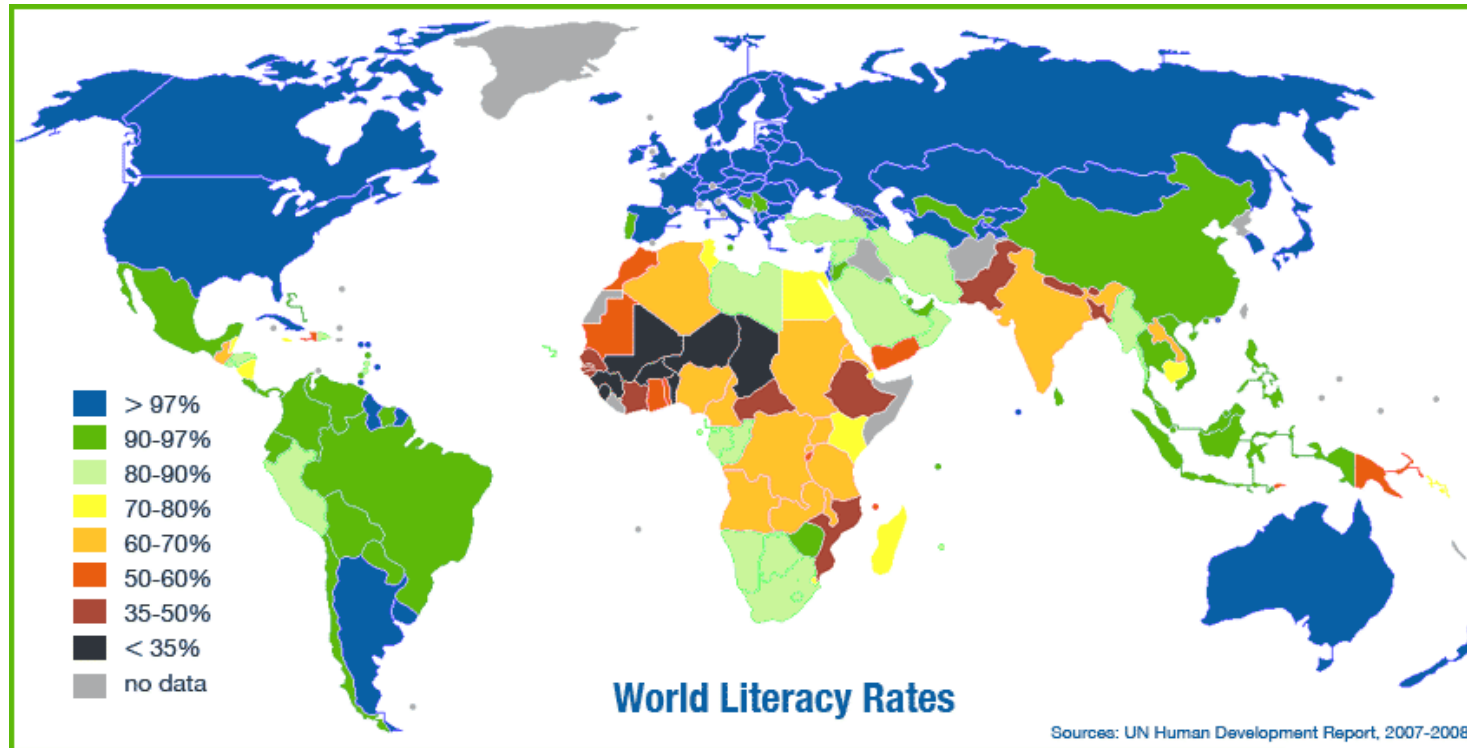 > 97%
90-97%
80-90%
70-80%
60-70%
50-60%
35-50%
< 35%
no data
World Literacy Rates
Sources: UN Human Development Report, 2007-2008